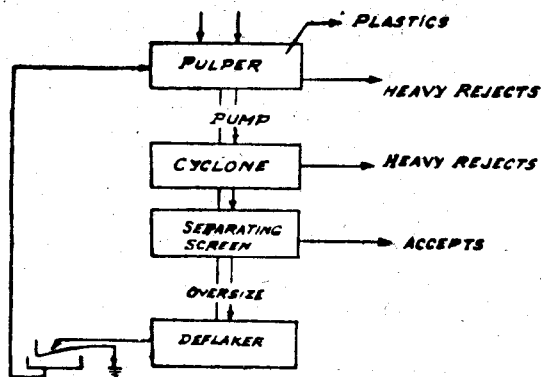 PLASTICS
PULPER
HEAVY REJECTS
PUMP
CYCLONE
HEAVY REJECTS
SEPARATING
SCREEN
ACCEPTS
OVERSIZE
DEFLAKER